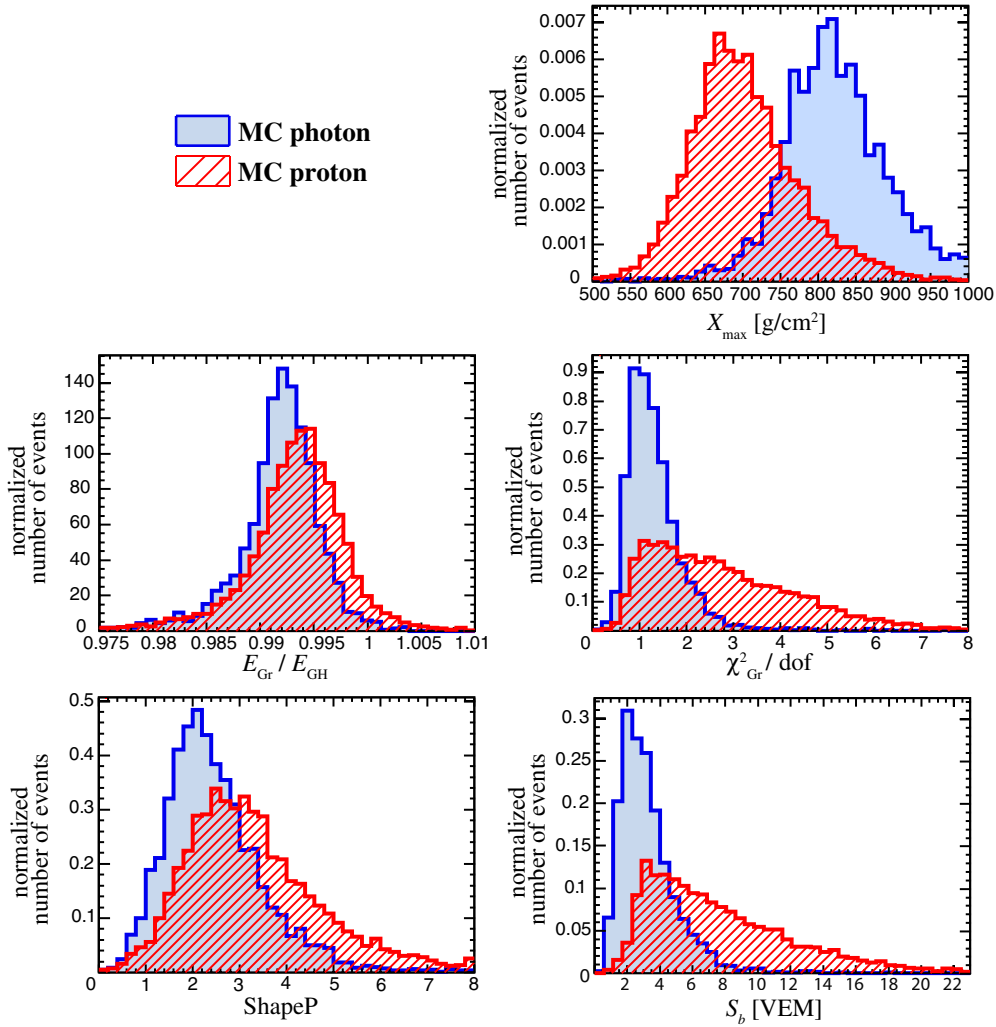 MC photon
MC proton
normalized
number of events
0.007
0.006
0.005
0.004
0.003
0.002
0.001
0
500 550 600 650 700 750 800 850 900 950 1000
X_max [g/cm²]
normalized
number of events
140
120
100
80
60
40
20
0
0.975 0.98 0.985 0.99 0.995 1 1.005 1.01
E_Gr / E_GH
normalized
number of events
0.9
0.8
0.7
0.6
0.5
0.4
0.3
0.2
0.1
0 1 2 3 4 5 6 7 8
χ²_Gr / dof
normalized
number of events
0.5
0.4
0.3
0.2
0.1
0 1 2 3 4 5 6 7 8
ShapeP
normalized
number of events
0.3
0.25
0.2
0.15
0.1
0.05
0
2 4 6 8 10 12 14 16 18 20 22
S_b [VEM]